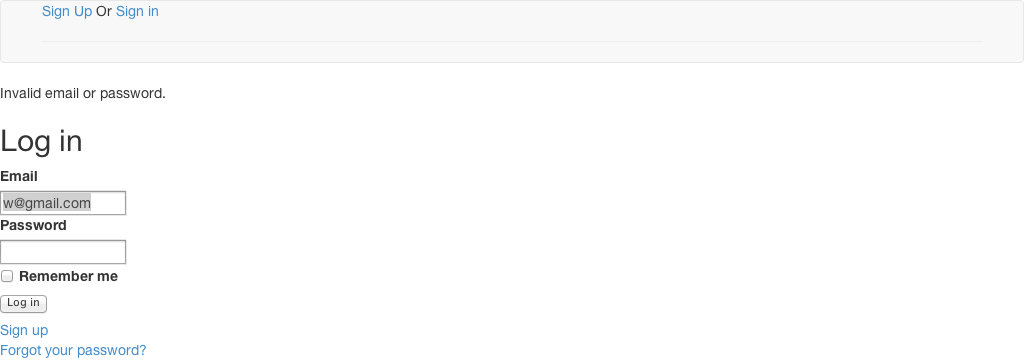 Sign Up Or Sign in
Invalid email or password.
Log in
Email
w@gmail.com
Password
Remember me
Log in
Sign up
Forgot your password?